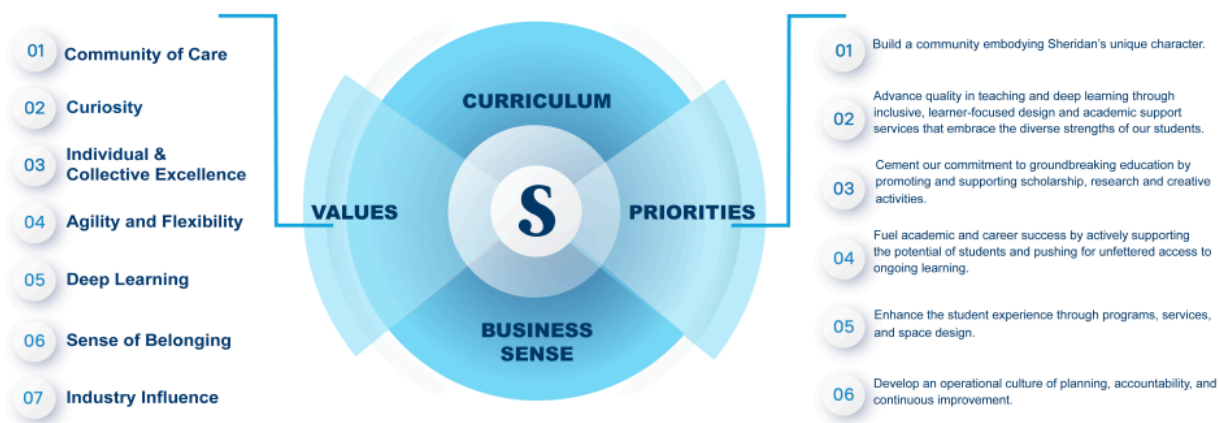 01 Community of Care
02 Curiosity
03 Individual &
Collective Excellence
04 Agility and Flexibility
05 Deep Learning
06 Sense of Belonging
07 Industry Influence
CURRICULUM
VALUES
S
PRIORITIES
BUSINESS
SENSE
01 Build a community embodying Sheridan's unique character.
02 Advance quality in teaching and deep learning through
inclusive, learner-focused design and academic support
services that embrace the diverse strengths of our students.
03 Cement our commitment to groundbreaking education by
promoting and supporting scholarship, research and creative
activities.
04 Fuel academic and career success by actively supporting
the potential of students and pushing for unfettered access to
ongoing learning.
05 Enhance the student experience through programs, services,
and space design.
06 Develop an operational culture of planning, accountability, and
continuous improvement.